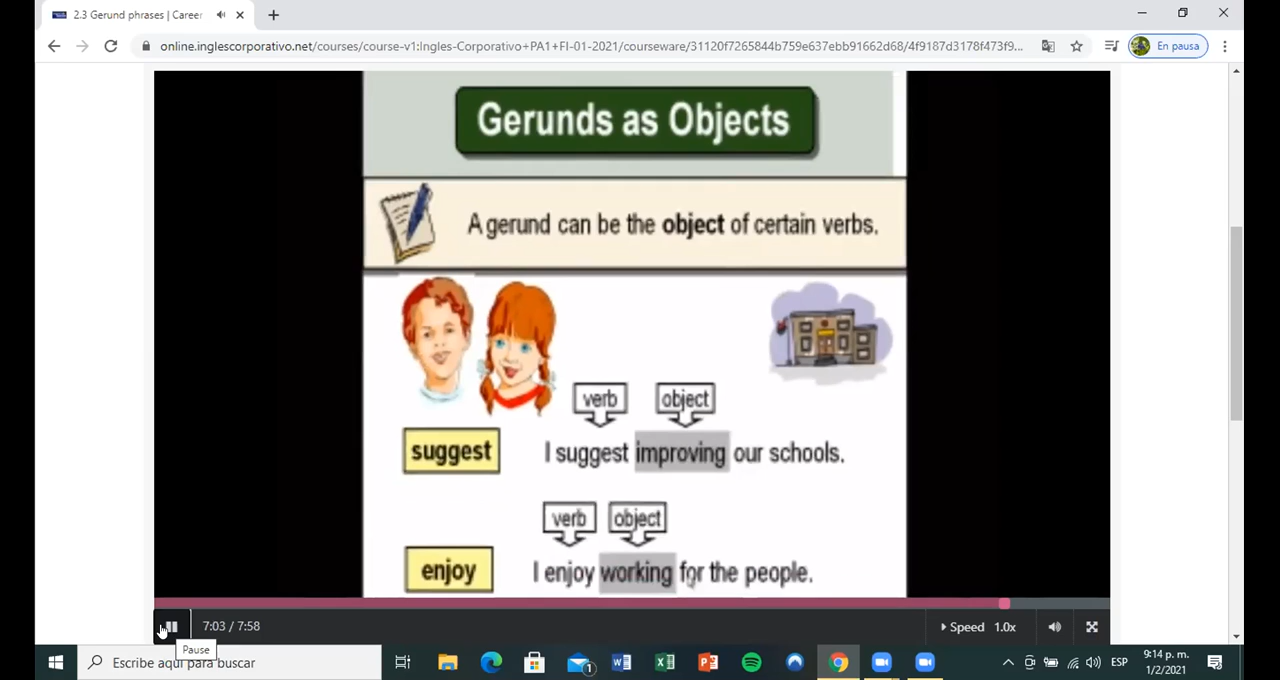 2.3 Gerund phrases | Career
online.inglescorporativo.net/courses/course-v1:Ingles-Corporativo+PA1+FI-01-2021/courseware/31120f7265844b759e637ebb91662d68/4f9187d3178f473f9...
En pausa
Gerunds as Objects
A gerund can be the object of certain verbs.
verb object
suggest I suggest improving our schools.
verb object
enjoy I enjoy working for the people.
7:03 / 7:58
Speed 1.0x
Pause
Escribe aquí para buscar
1
ESP
9:14 p. m.
1/2/2021